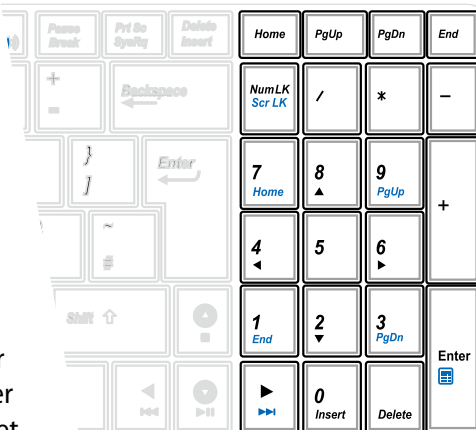 Pause Break
Prt Sc SysRq
Delete Insert
Home
PgUp
PgDn
End
+
=
Backspace
NumLK
Scr LK
/
*
–
}
]
Enter
7
Home
8
9
PgUp
+
~
#
4
5
6
Shift
1
End
2
3
PgDn
Enter
0
Insert
Delete